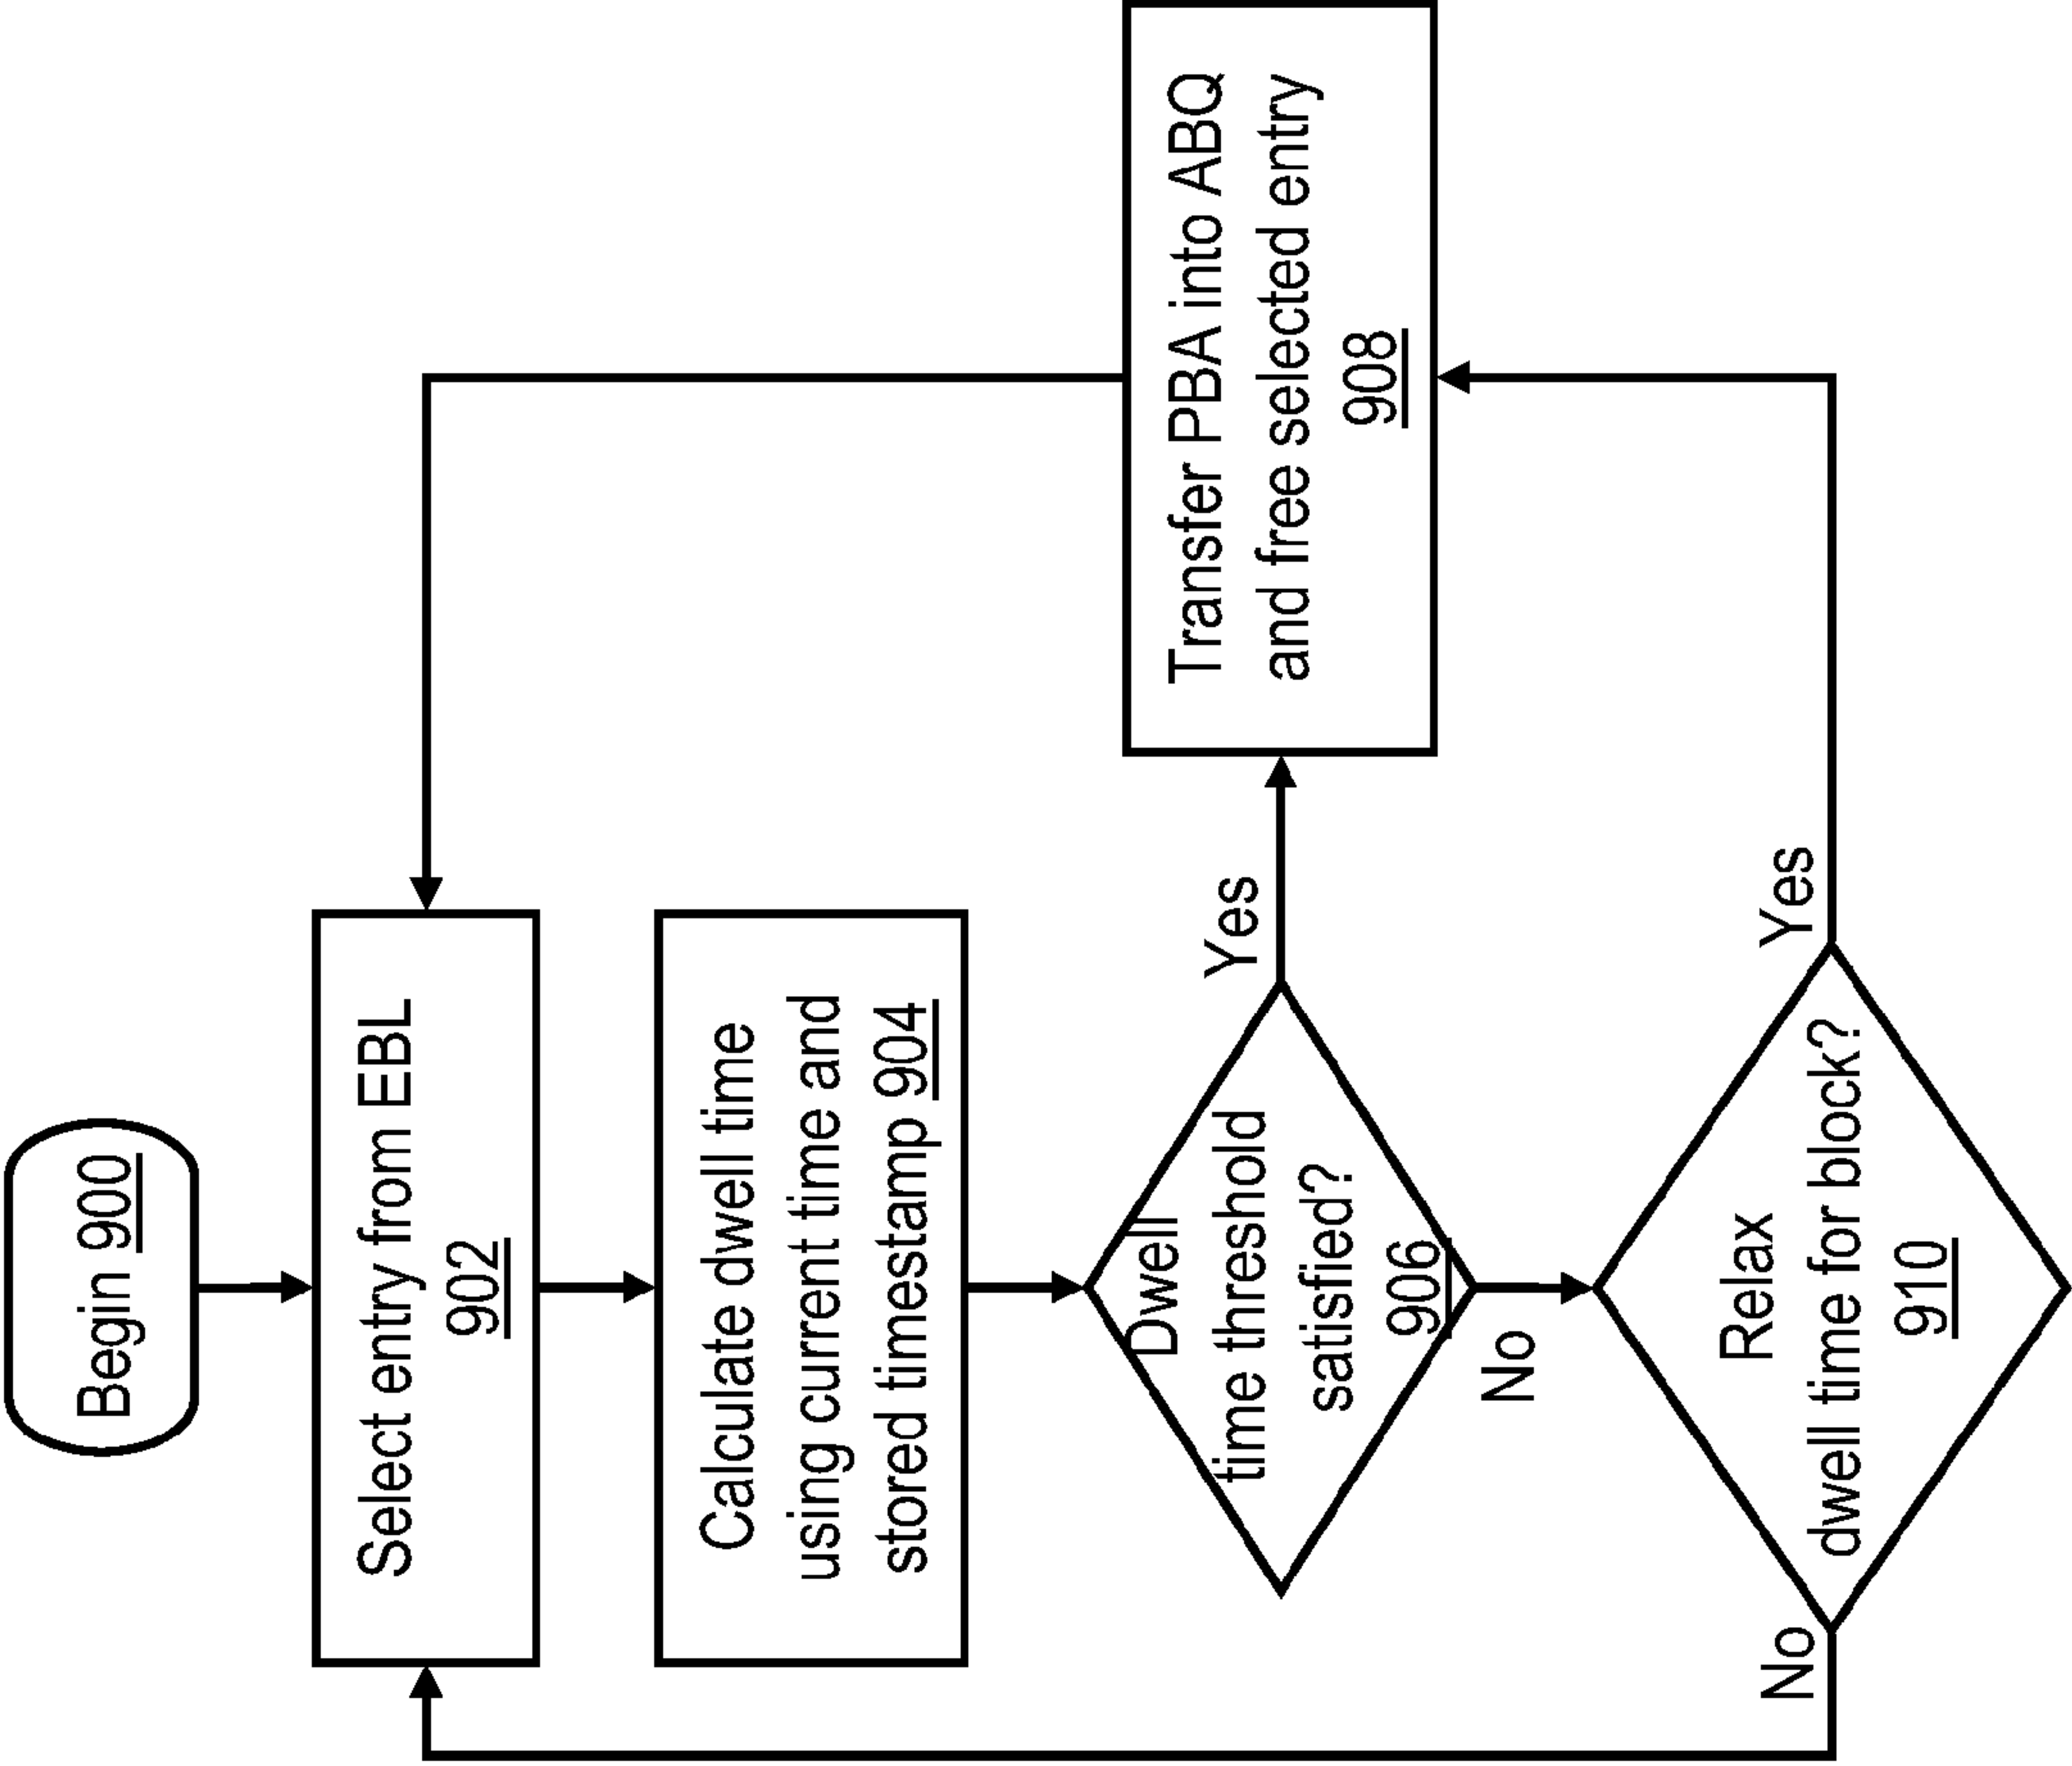 Begin 900
Select entry from EBL
902
Calculate dwell time
using current time and
stored timestamp 904
Dwell
time threshold
satisfied?
906
Yes
No
Transfer PBA into ABQ
and free selected entry
908
Relax
dwell time for block?
910
Yes
No